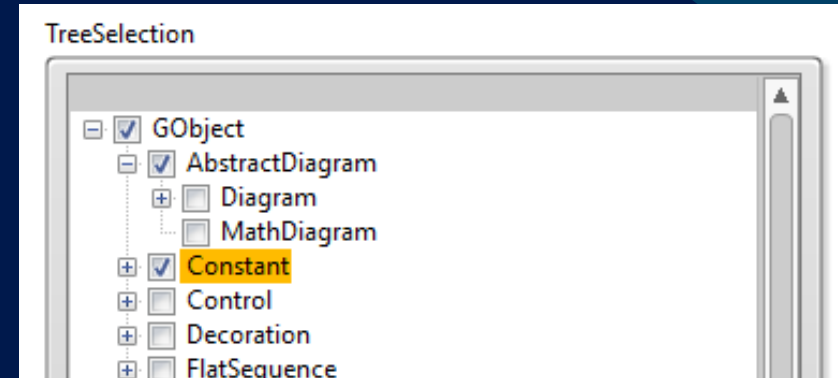 TreeSelection
GObject
AbstractDiagram
Diagram
MathDiagram
Constant
Control
Decoration
FlatSequence